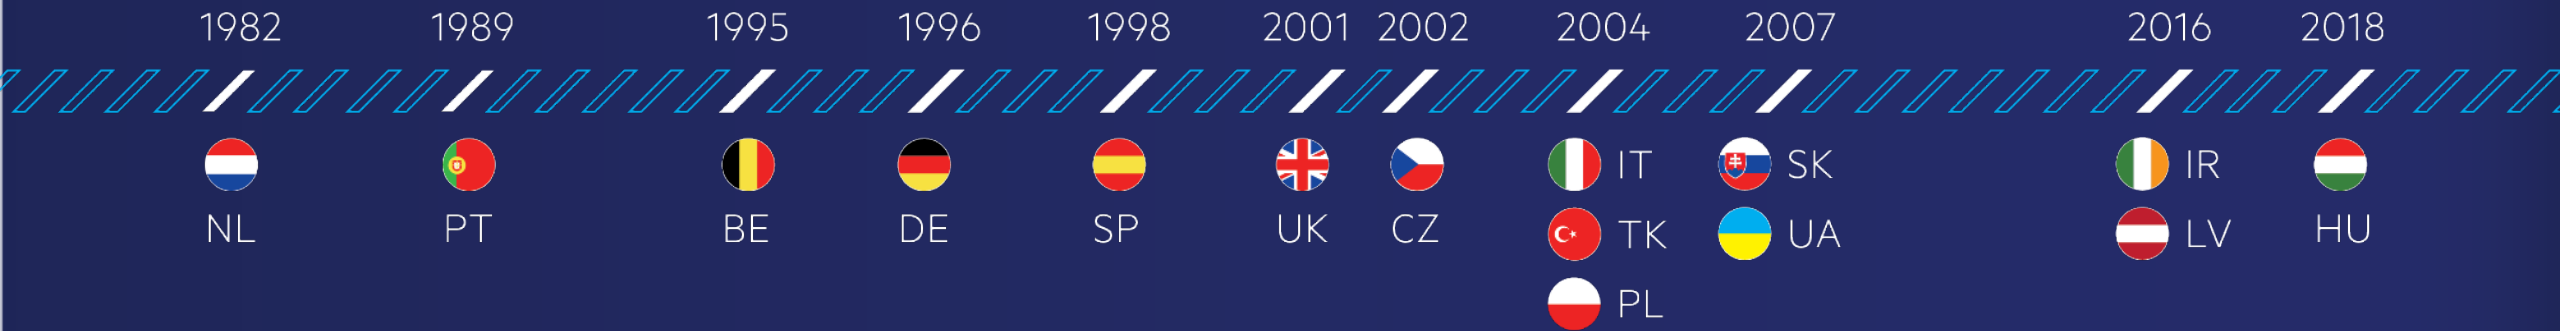 1982 1989 1995 1996 1998 2001 2002 2004 2007 2016 2018
IT SK IR
NL PT BE DE SP UK CZ TK UA LV HU
PL